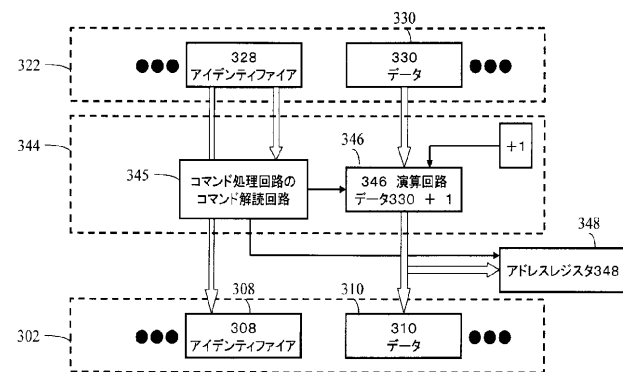 330
322
●●●
328
アイデンティファイア
330
データ
●●●
344
346
+1
345
コマンド処理回路の
コマンド解読回路
346 演算回路
データ330 + 1
348
アドレスレジスタ348
308
310
302
●●●
308
アイデンティファイア
310
データ
●●●